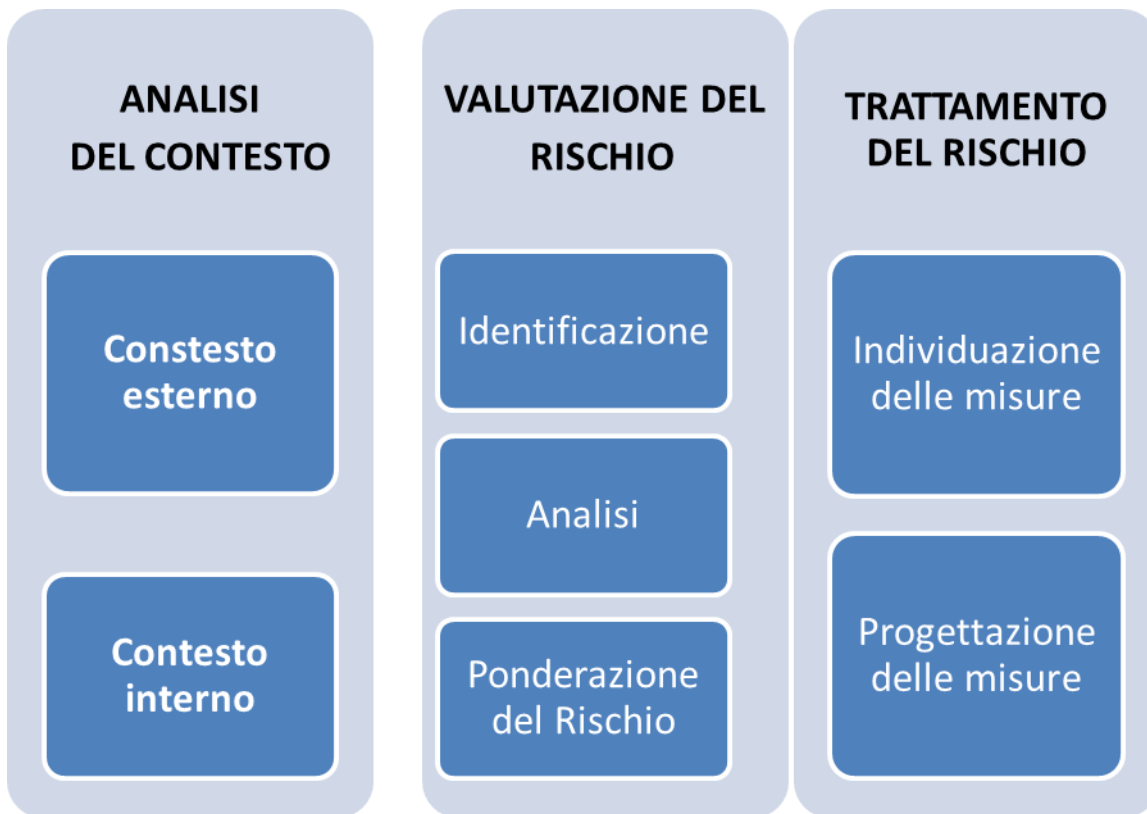 ANALISI
DEL CONTESTO
Constesto
esterno
Contesto
interno
VALUTAZIONE DEL
RISCHIO
Identificazione
Analisi
Ponderazione
del Rischio
TRATTAMENTO
DEL RISCHIO
Individuazione
delle misure
Progettazione
delle misure